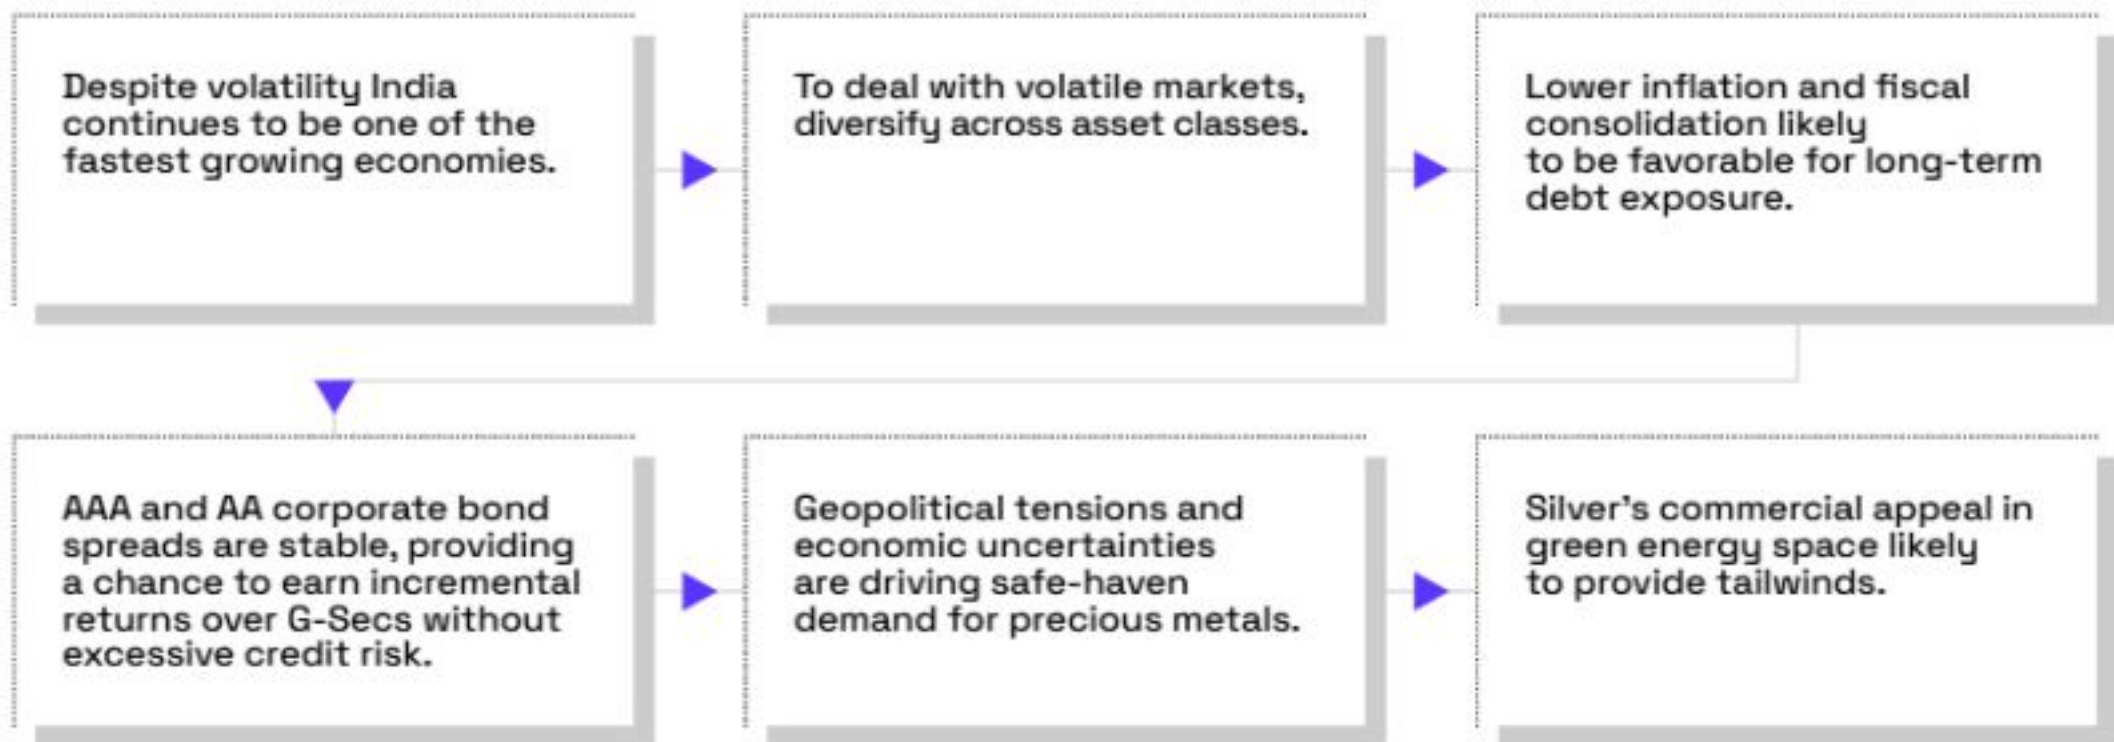 Despite volatility India
continues to be one of the
fastest growing economies.
To deal with volatile markets,
diversify across asset classes.
Lower inflation and fiscal
consolidation likely
to be favorable for long-term
debt exposure.
AAA and AA corporate bond
spreads are stable, providing
a chance to earn incremental
returns over G-Secs without
excessive credit risk.
Geopolitical tensions and
economic uncertainties
are driving safe-haven
demand for precious metals.
Silver’s commercial appeal in
green energy space likely
to provide tailwinds.